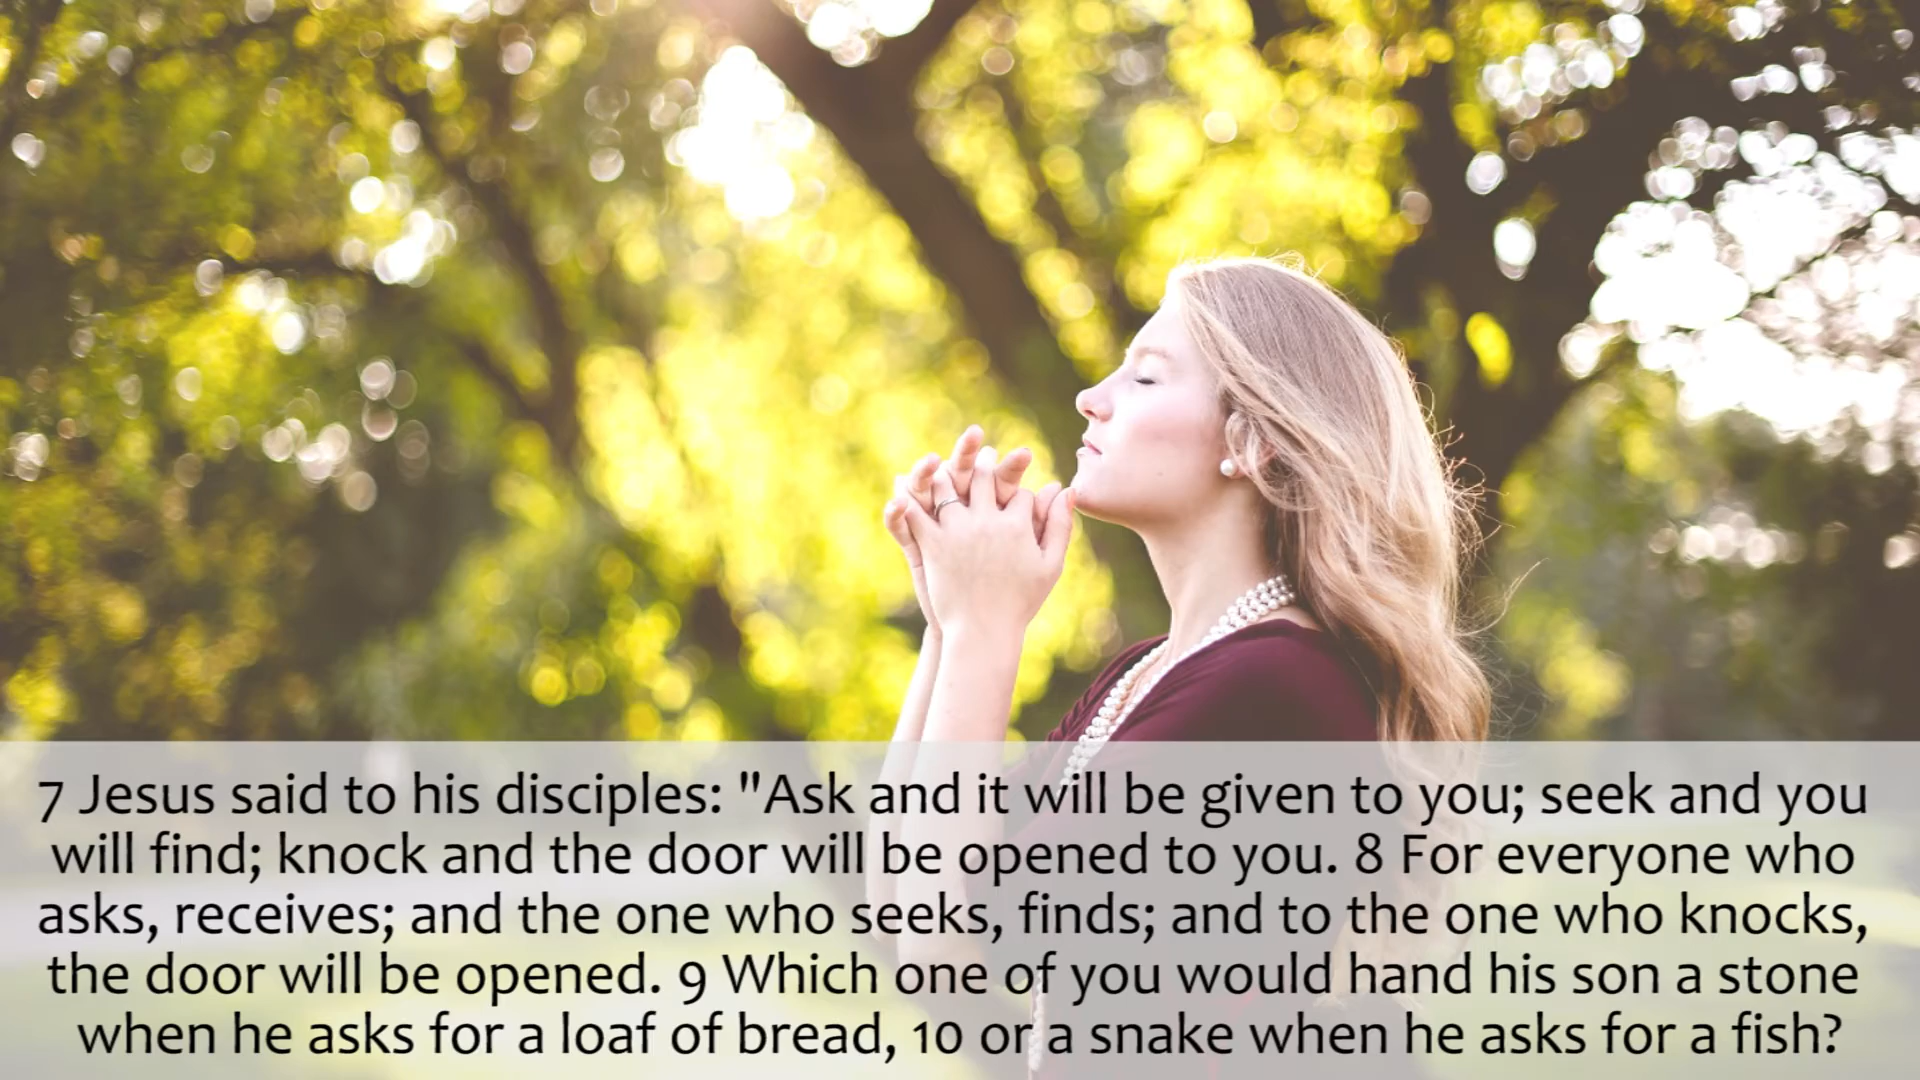 7 Jesus said to his disciples: "Ask and it will be given to you; seek and you
will find; knock and the door will be opened to you. 8 For everyone who
asks, receives; and the one who seeks, finds; and to the one who knocks,
the door will be opened. 9 Which one of you would hand his son a stone
when he asks for a loaf of bread, 10 or a snake when he asks for a fish?